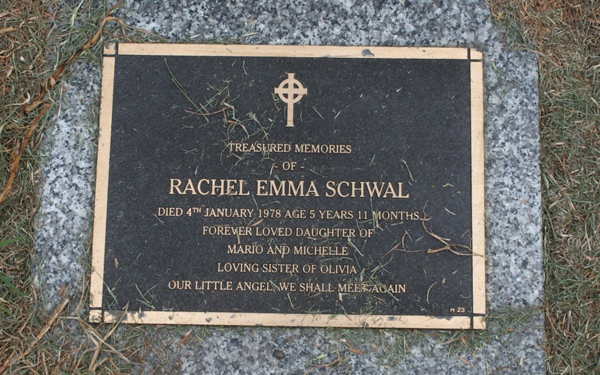 TREASURED MEMORIES
- OF -
RACHEL EMMA SCHWAL
DIED 4TH JANUARY 1978 AGE 5 YEARS 11 MONTHS
FOREVER LOVED DAUGHTER OF
MARIO AND MICHELLE
LOVING SISTER OF OLIVIA
OUR LITTLE ANGEL, WE SHALL MEET AGAIN
H 23